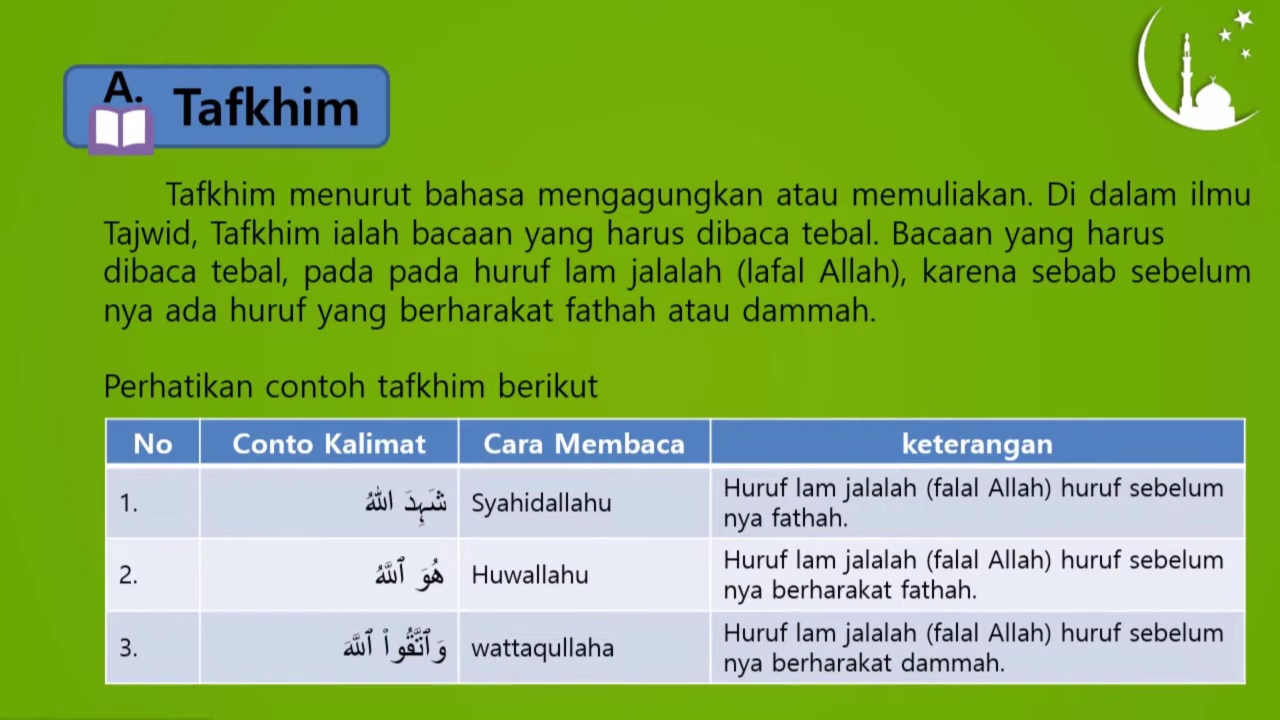 A.
Tafkhim
Tafkhim menurut bahasa mengagungkan atau memuliakan. Di dalam ilmu
Tajwid, Tafkhim ialah bacaan yang harus dibaca tebal. Bacaan yang harus
dibaca tebal, pada pada huruf lam jalalah (lafal Allah), karena sebab sebelum
nya ada huruf yang berharakat fathah atau dammah.
Perhatikan contoh tafkhim berikut
No Conto Kalimat Cara Membaca keterangan
1. شَهِدَ اللهُ Syahidallahu Huruf lam jalalah (falal Allah) huruf sebelum
nya fathah.
2. هُوَ ٱللَّهُ Huwallahu Huruf lam jalalah (falal Allah) huruf sebelum
nya berharakat fathah.
3. وَٱتَّقُوا۟ ٱللَّهَ wattaqullaha Huruf lam jalalah (falal Allah) huruf sebelum
nya berharakat dammah.